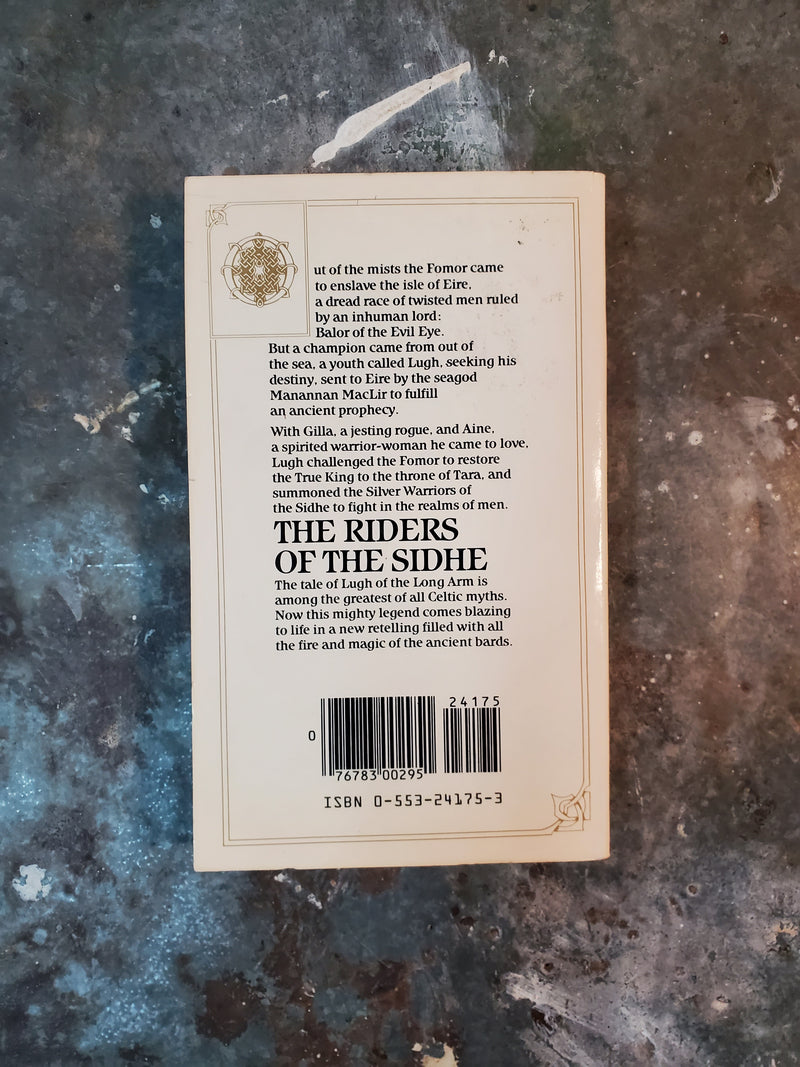 ut of the mists the Fomor came
to enslave the isle of Eire,
a dread race of twisted men ruled
by an inhuman lord:
Balor of the Evil Eye.
But a champion came from out of
the sea, a youth called Lugh, seeking his
destiny, sent to Eire by the seagod
Manannan MacLir to fulfill
an ancient prophecy.
With Gilla, a jesting rogue, and Aine,
a spirited warrior-woman he came to love,
Lugh challenged the Fomor to restore
the True King to the throne of Tara, and
summoned the Silver Warriors of
the Sidhe to fight in the realms of men.
THE RIDERS
OF THE SIDHE
The tale of Lugh of the Long Arm is
among the greatest of all Celtic myths.
Now this mighty legend comes blazing
to life in a new retelling filled with all
the fire and magic of the ancient bards.
24175
0
76783 00295
ISBN 0-553-24175-3